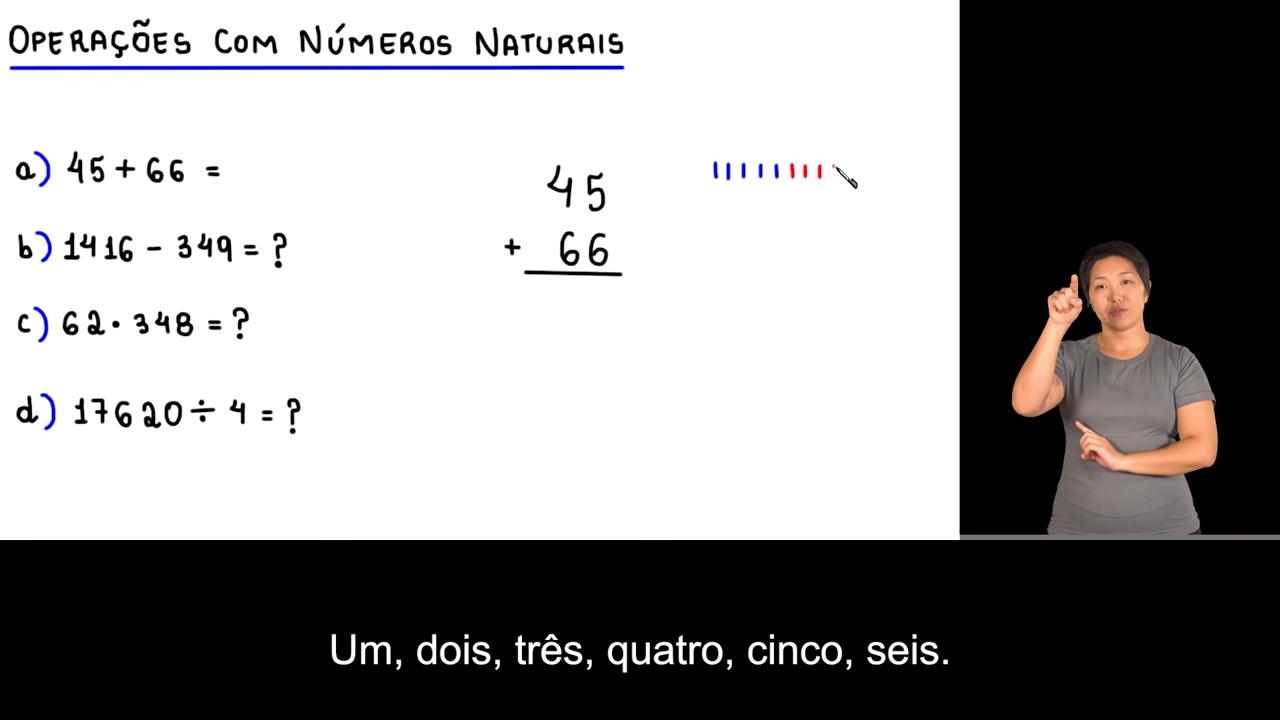 OPERAÇÕES COM NÚMEROS NATURAIS
a) 45 + 66 =
b) 1416 - 349 = ?
c) 62 · 348 = ?
d) 17620 ÷ 4 = ?
45
+ 66
Um, dois, três, quatro, cinco, seis.